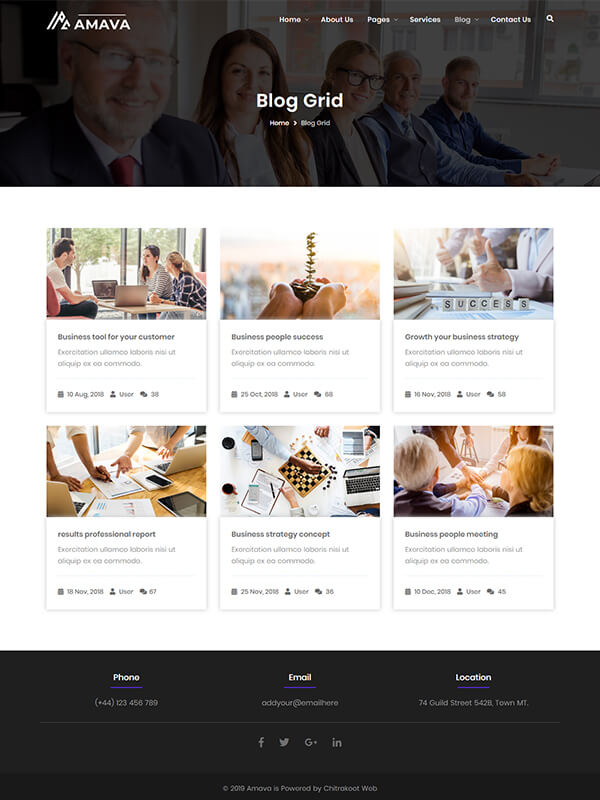 AMAVA
Home
About Us
Pages
Services
Blog
Contact Us
Blog Grid
Home
Blog Grid
SUCCESS
Business tool for your customer
Exorcitation ullamco laboris nisi ut
aliquip ex ea commodo.
10 Aug, 2018 User 38
Business people success
Exorcitation ullamco laboris nisi ut
aliquip ex ea commodo.
25 Oct, 2018 User 68
Growth your business strategy
Exorcitation ullamco laboris nisi ut
aliquip ex ea commodo.
16 Nov, 2018 User 58
results professional report
Exorcitation ullamco laboris nisi ut
aliquip ex ea commodo.
18 Nov, 2018 User 67
Business strategy concept
Exorcitation ullamco laboris nisi ut
aliquip ex ea commodo.
25 Nov, 2018 User 36
Business people meeting
Exorcitation ullamco laboris nisi ut
aliquip ex ea commodo.
10 Dec, 2018 User 45
Phone
(+44) 123 456 789
Email
addyour@emailhere
Location
74 Guild Street 542B, Town MT.
© 2019 Amava is Powered by Chitrakoot Web